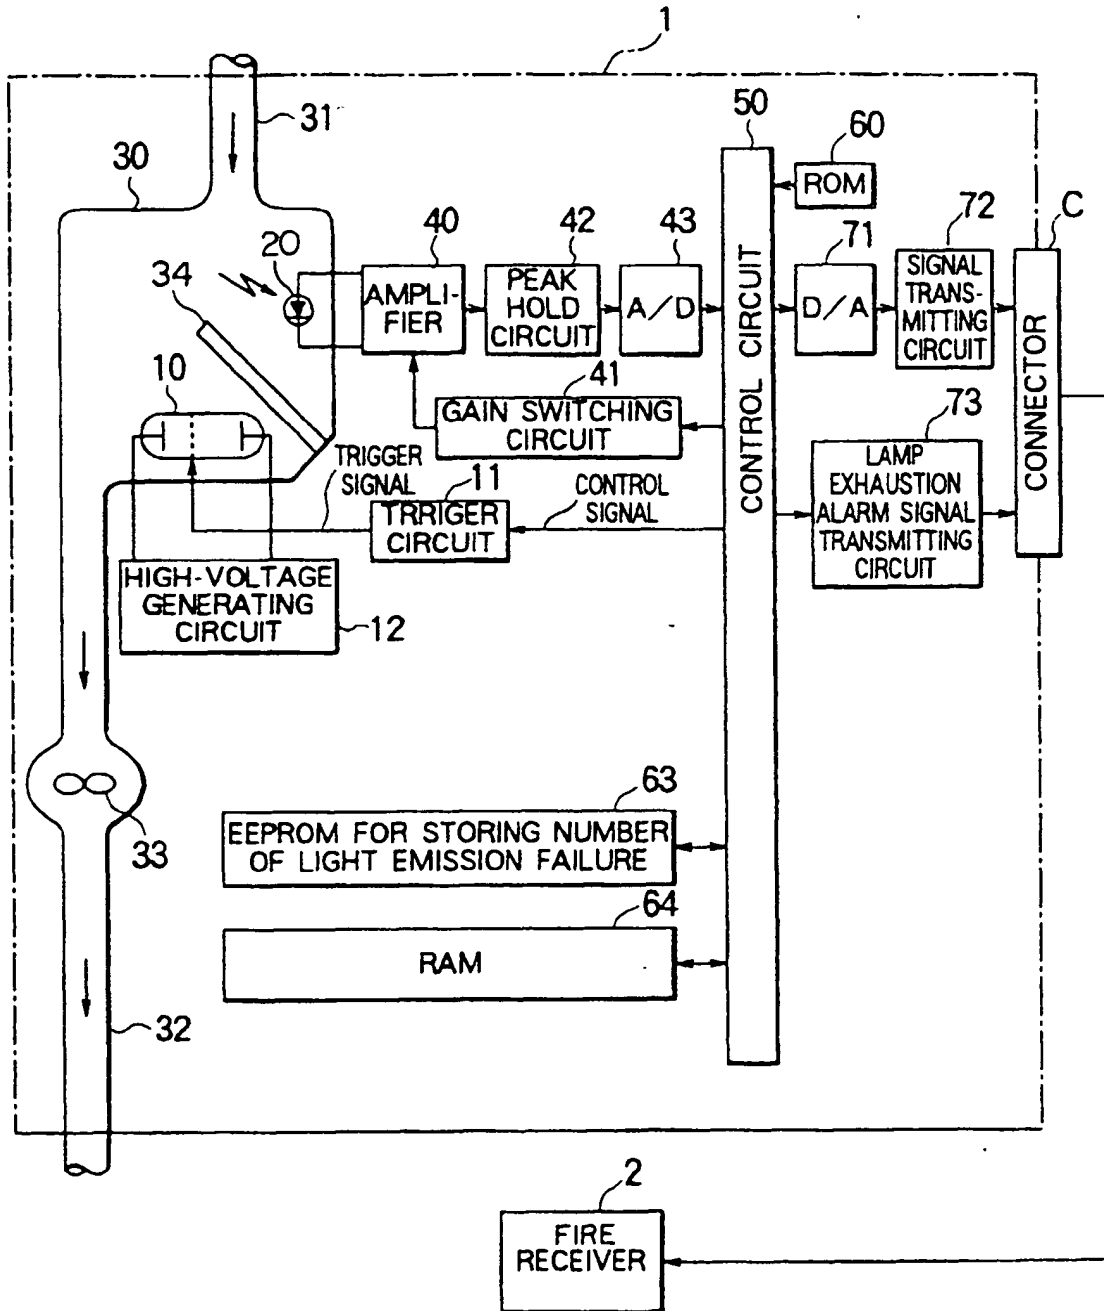 1
31
30
50
60
ROM
20
40
42
43
71
72
C
34
AMPLI-
FIER
PEAK
HOLD
CIRCUIT
A/D
CONTROL CIRCUIT
D/A
SIGNAL
TRANS-
MITTING
CIRCUIT
CONNECTOR
10
41
GAIN SWITCHING
CIRCUIT
73
LAMP
EXHAUSTION
ALARM SIGNAL
TRANSMITTING
CIRCUIT
TRIGGER
SIGNAL
11
TRRIGER
CIRCUIT
CONTROL
SIGNAL
HIGH-VOLTAGE
GENERATING
CIRCUIT
12
33
63
EEPROM FOR STORING NUMBER
OF LIGHT EMISSION FAILURE
64
RAM
32
2
FIRE
RECEIVER